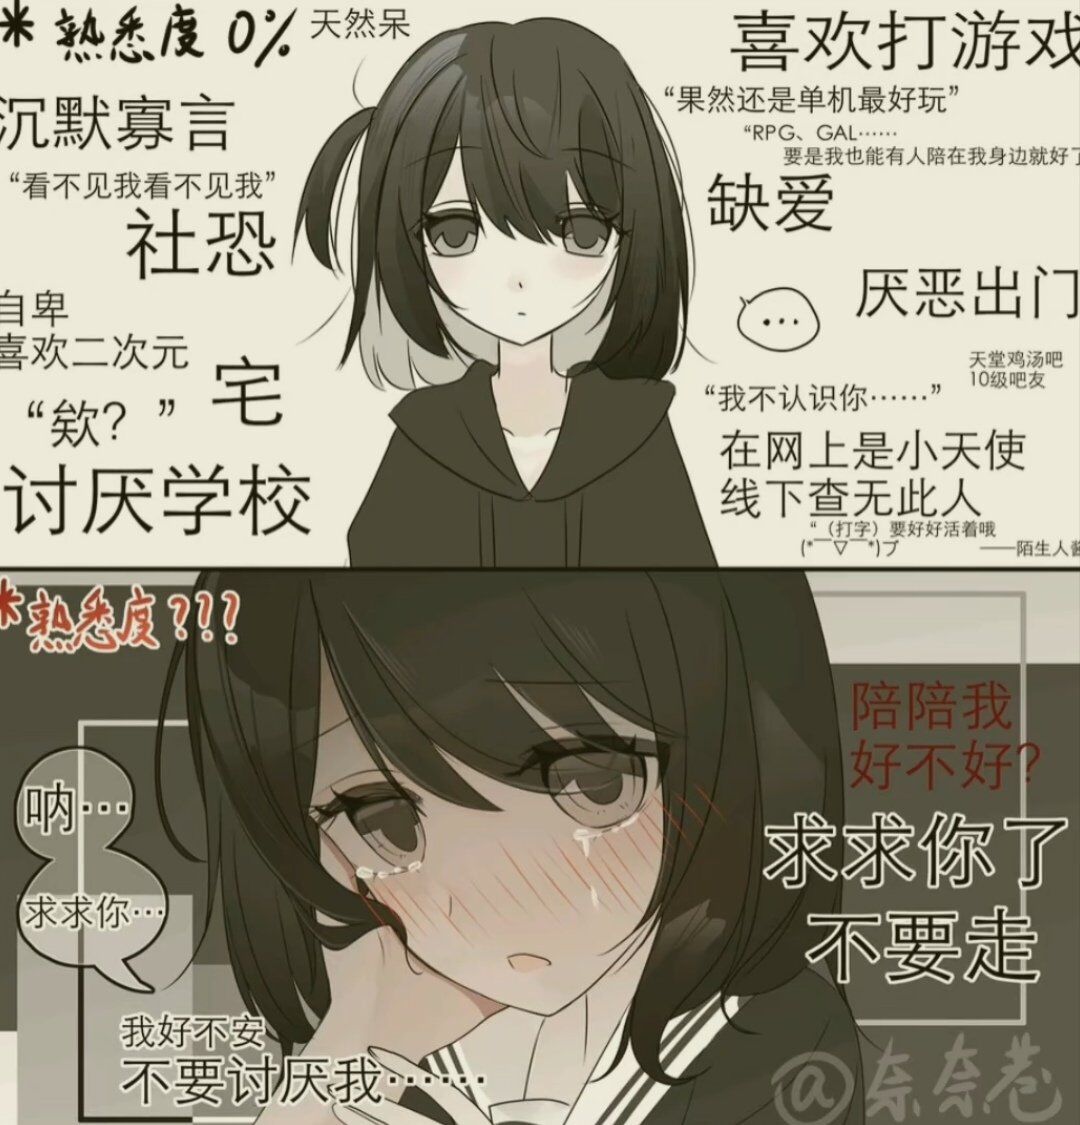 *熟悉度 0%
天然呆
沉默寡言
“看不见我看不见我”
社恐
自卑
喜欢二次元
宅
“欸？”
讨厌学校
喜欢打游戏
“果然还是单机最好玩”
“RPG、GAL……
要是我也能有人陪在我身边就好了
缺爱
厌恶出门
...
天堂鸡汤吧
10级吧友
“我不认识你……”
在网上是小天使
线下查无此人
“（打字）要好好活着哦
(*￣▽￣*)ブ
——陌生人酱
*熟悉度???
呐…
求求你…
陪陪我
好不好？
求求你了
不要走
我好不安
不要讨厌我……
@奈奈卷